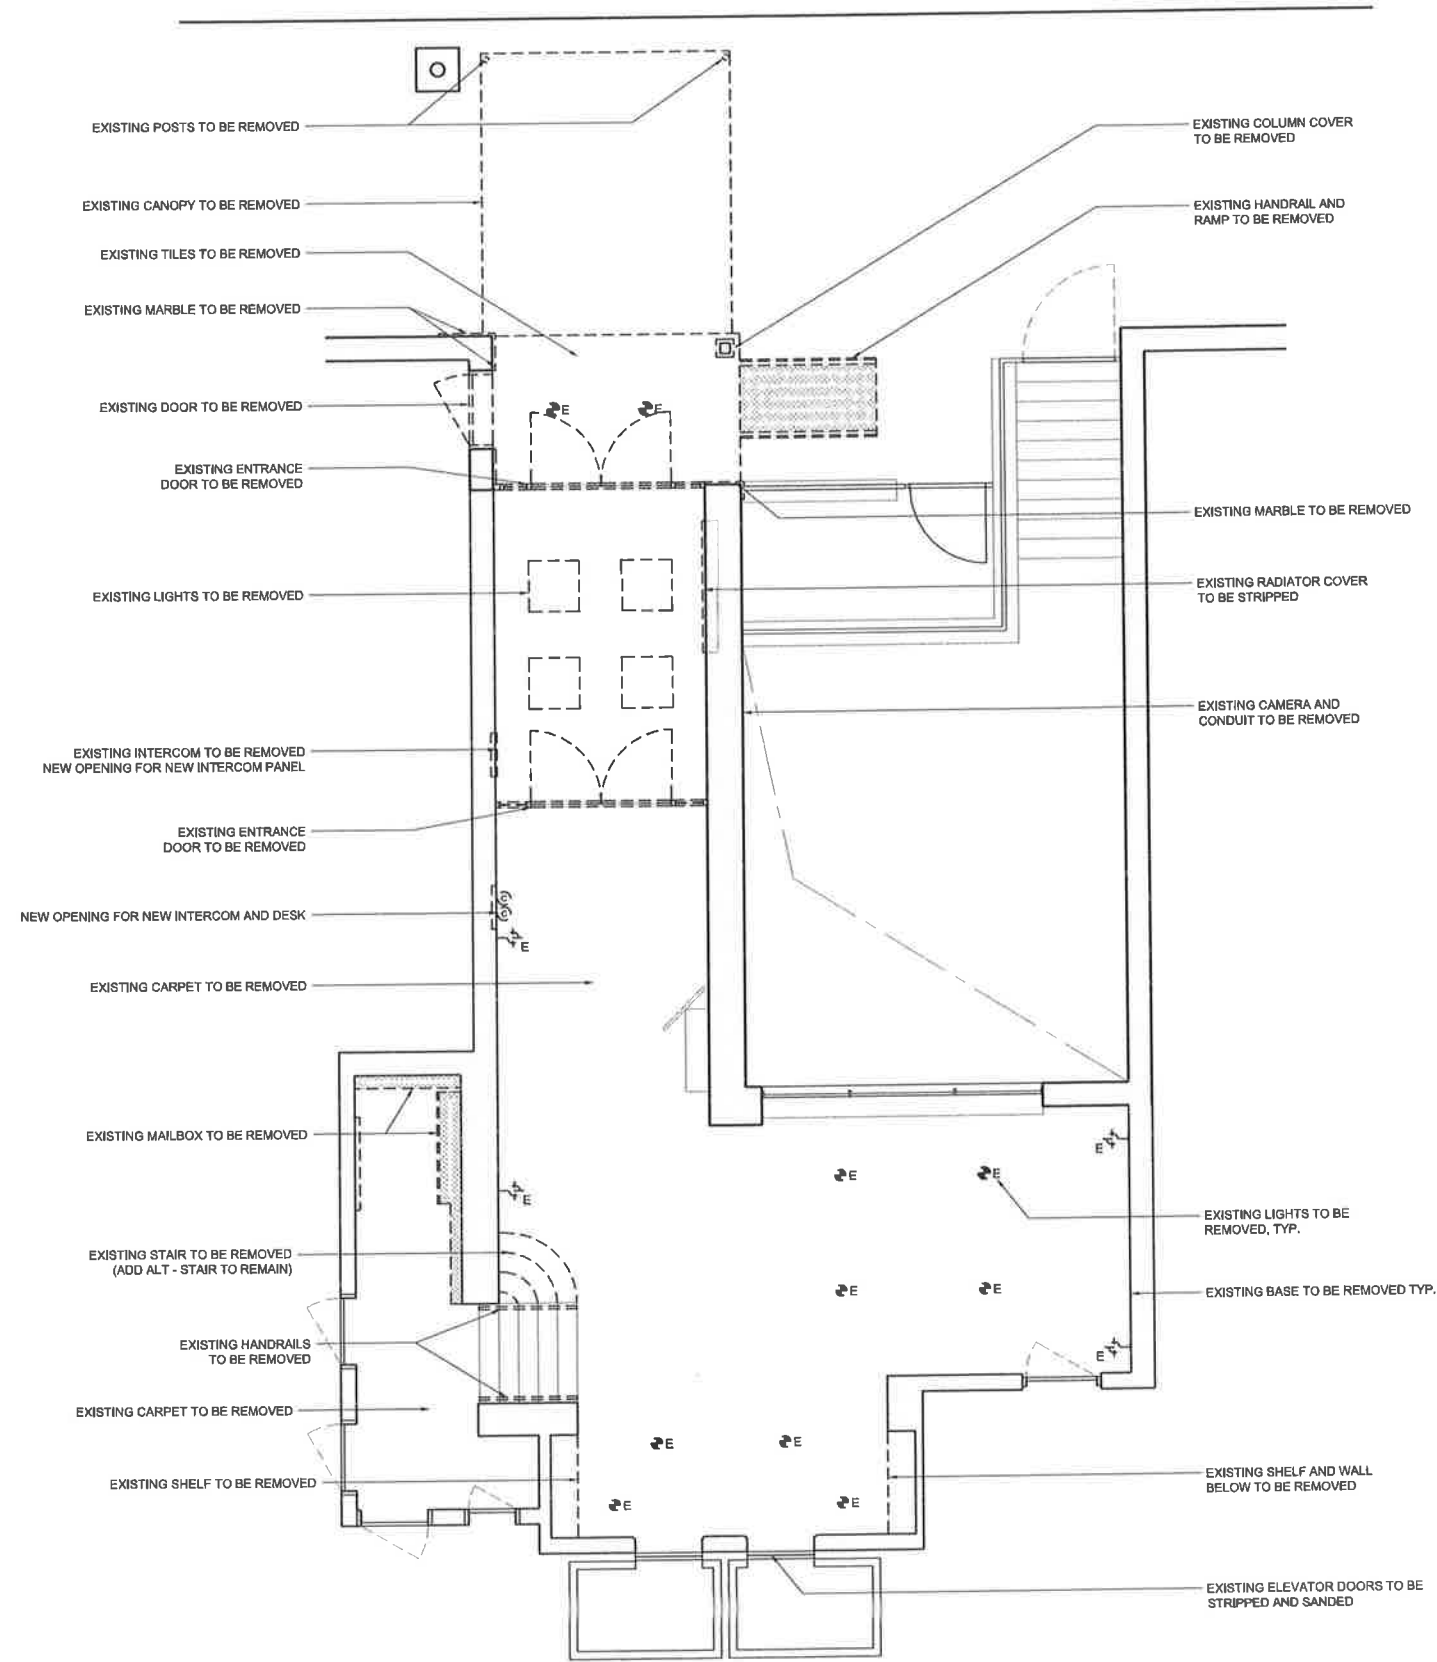 EXISTING POSTS TO BE REMOVED
EXISTING CANOPY TO BE REMOVED
EXISTING TILES TO BE REMOVED
EXISTING MARBLE TO BE REMOVED
EXISTING DOOR TO BE REMOVED
EXISTING ENTRANCE
DOOR TO BE REMOVED
EXISTING LIGHTS TO BE REMOVED
EXISTING INTERCOM TO BE REMOVED
NEW OPENING FOR NEW INTERCOM PANEL
EXISTING ENTRANCE
DOOR TO BE REMOVED
NEW OPENING FOR NEW INTERCOM AND DESK
EXISTING CARPET TO BE REMOVED
EXISTING MAILBOX TO BE REMOVED
EXISTING STAIR TO BE REMOVED
(ADD ALT - STAIR TO REMAIN)
EXISTING HANDRAILS
TO BE REMOVED
EXISTING CARPET TO BE REMOVED
EXISTING SHELF TO BE REMOVED
E
E
E
E
E
E
E
E
E
E
E
E
E
E
EXISTING COLUMN COVER
TO BE REMOVED
EXISTING HANDRAIL AND
RAMP TO BE REMOVED
EXISTING MARBLE TO BE REMOVED
EXISTING RADIATOR COVER
TO BE STRIPPED
EXISTING CAMERA AND
CONDUIT TO BE REMOVED
EXISTING LIGHTS TO BE
REMOVED, TYP.
EXISTING BASE TO BE REMOVED TYP.
EXISTING SHELF AND WALL
BELOW TO BE REMOVED
EXISTING ELEVATOR DOORS TO BE
STRIPPED AND SANDED